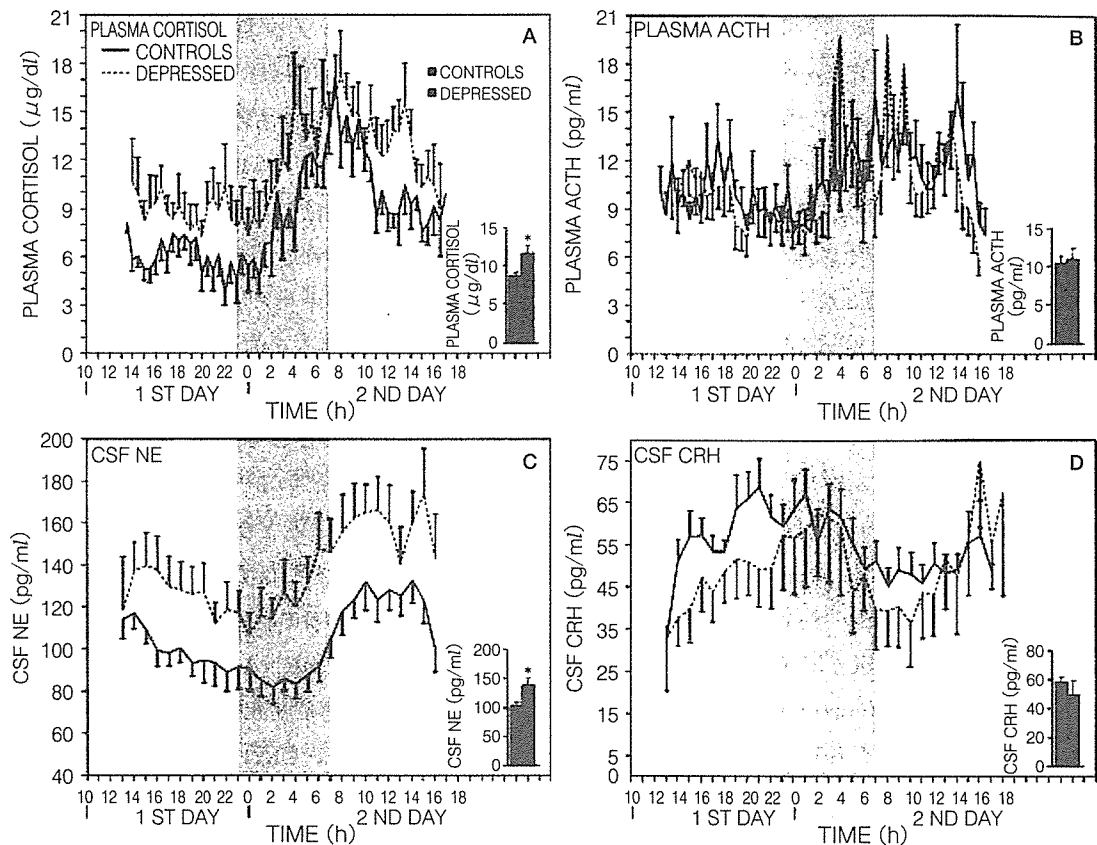 A
PLASMA CORTISOL
CONTROLS
DEPRESSED
CONTROLS
DEPRESSED
PLASMA CORTISOL (μg/dl)
21
18
15
12
9
6
3
0
PLASMA CORTISOL
(μg/dl)
15
10
5
0
*
10 12 14 16 18 20 22 0 2 4 6 8 10 12 14 16 18
1 ST DAY
2 ND DAY
TIME (h)
B
PLASMA ACTH
PLASMA ACTH (pg/ml)
21
18
15
12
9
6
3
0
PLASMA ACTH
(pg/ml)
15
10
5
0
10 12 14 16 18 20 22 0 2 4 6 8 10 12 14 16 18
1 ST DAY
2 ND DAY
TIME (h)
C
CSF NE
CSF NE (pg/ml)
200
180
160
140
120
100
80
60
40
CSF NE (pg/ml)
200
150
100
50
0
*
10 12 14 16 18 20 22 0 2 4 6 8 10 12 14 16 18
1 ST DAY
2 ND DAY
TIME (h)
D
CSF CRH
CSF CRH (pg/ml)
75
65
55
45
35
25
15
5
0
CSF CRH (pg/ml)
80
60
40
20
0
10 12 14 16 18 20 22 0 2 4 6 8 10 12 14 16 18
1 ST DAY
2 ND DAY
TIME (h)